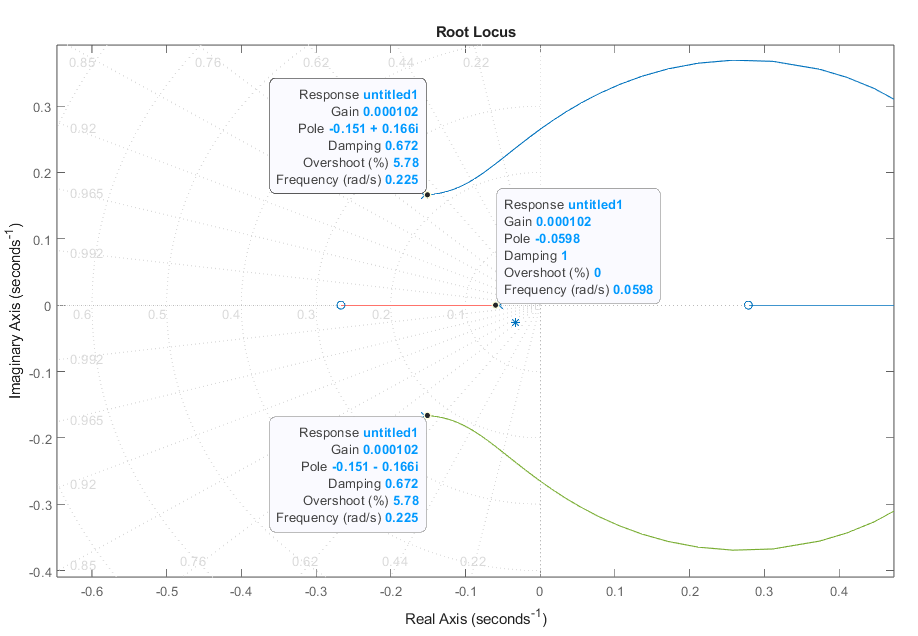 Root Locus
0.85
0.76
0.62
0.44
0.22
0.92
0.965
0.992
Response untitled1
Gain 0.000102
Pole -0.151 + 0.166i
Damping 0.672
Overshoot (%) 5.78
Frequency (rad/s) 0.225
Response untitled1
Gain 0.000102
Pole -0.0598
Damping 1
Overshoot (%) 0
Frequency (rad/s) 0.0598
0.3
0.2
0.1
0
-0.1
-0.2
-0.3
-0.4
Imaginary Axis (seconds⁻¹)
0.6
0.5
0.4
0.3
0.2
0.1
0.992
0.965
0.92
0.85
0.76
0.62
0.44
0.22
Response untitled1
Gain 0.000102
Pole -0.151 - 0.166i
Damping 0.672
Overshoot (%) 5.78
Frequency (rad/s) 0.225
-0.6
-0.5
-0.4
-0.3
-0.2
-0.1
0
0.1
0.2
0.3
0.4
Real Axis (seconds⁻¹)